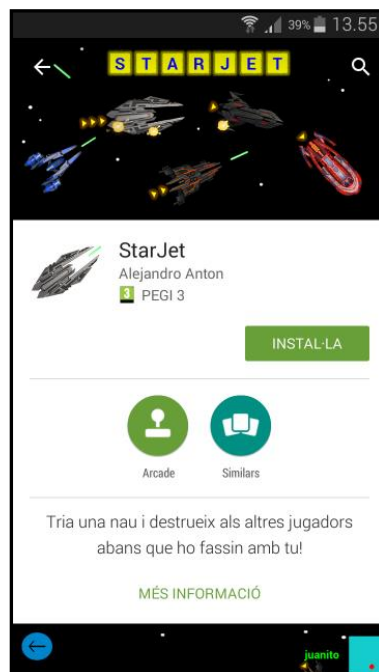 39% 13.55
STARJET
StarJet
Alejandro Anton
3 PEGI 3
INSTAL·LA
Arcade Similars
Tria una nau i destrueix als altres jugadors
abans que ho fassin amb tu!
MÉS INFORMACIÓ
juanito